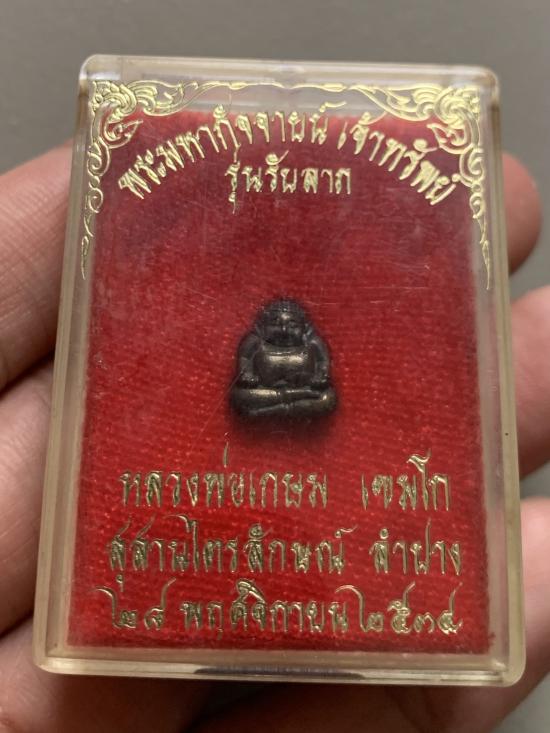 พระมหากัจจายน์ เจ้าทรัพย์
รุ่นรับลาภ
หลวงพ่อเกษม เขมโก
สุสานไตรลักษณ์ ลำปาง
๒๘ พฤศจิกายน ๒๕๓๔